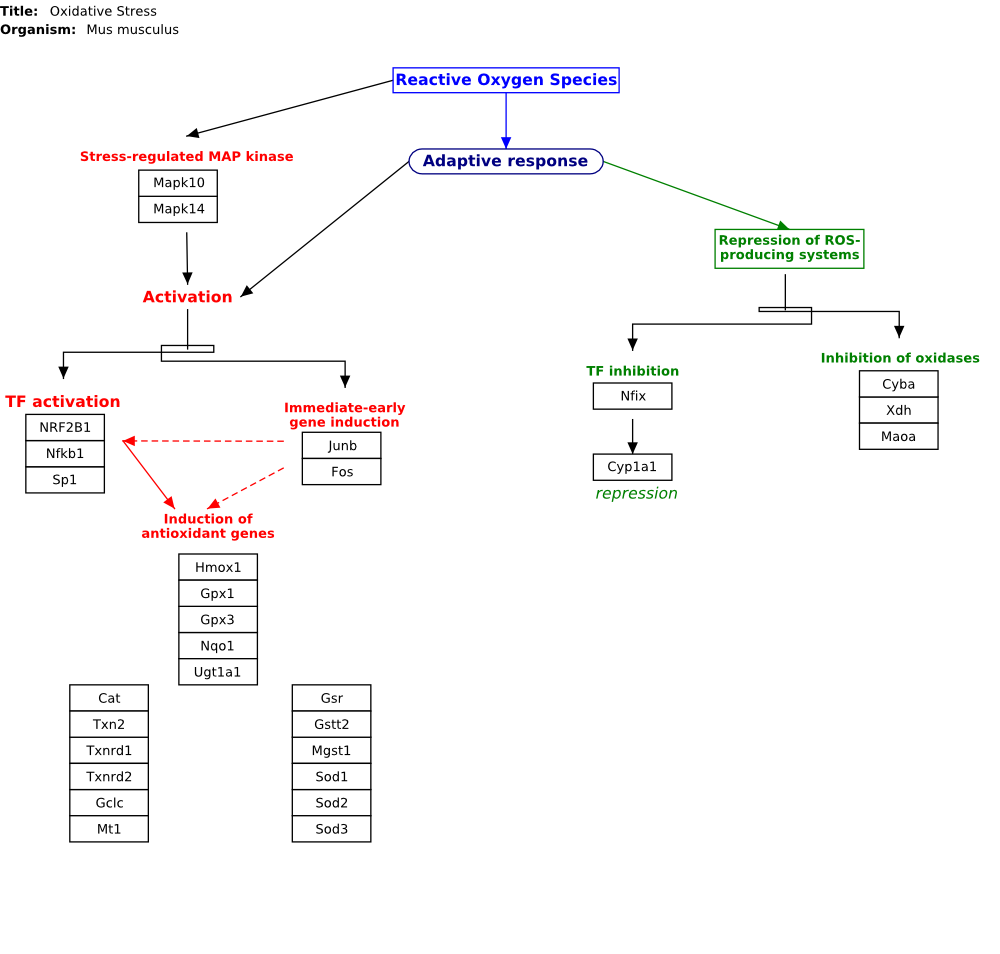 Title: Oxidative Stress
Organism: Mus musculus
Reactive Oxygen Species
Adaptive response
Stress-regulated MAP kinase
Mapk10
Mapk14
Activation
Repression of ROS-
producing systems
TF activation
NRF2B1
Nfkb1
Sp1
Immediate-early
gene induction
Junb
Fos
TF inhibition
Nfix
Cyp1a1
repression
Inhibition of oxidases
Cyba
Xdh
Maoa
Induction of
antioxidant genes
Hmox1
Gpx1
Gpx3
Nqo1
Ugt1a1
Cat
Txn2
Txnrd1
Txnrd2
Gclc
Mt1
Gsr
Gstt2
Mgst1
Sod1
Sod2
Sod3